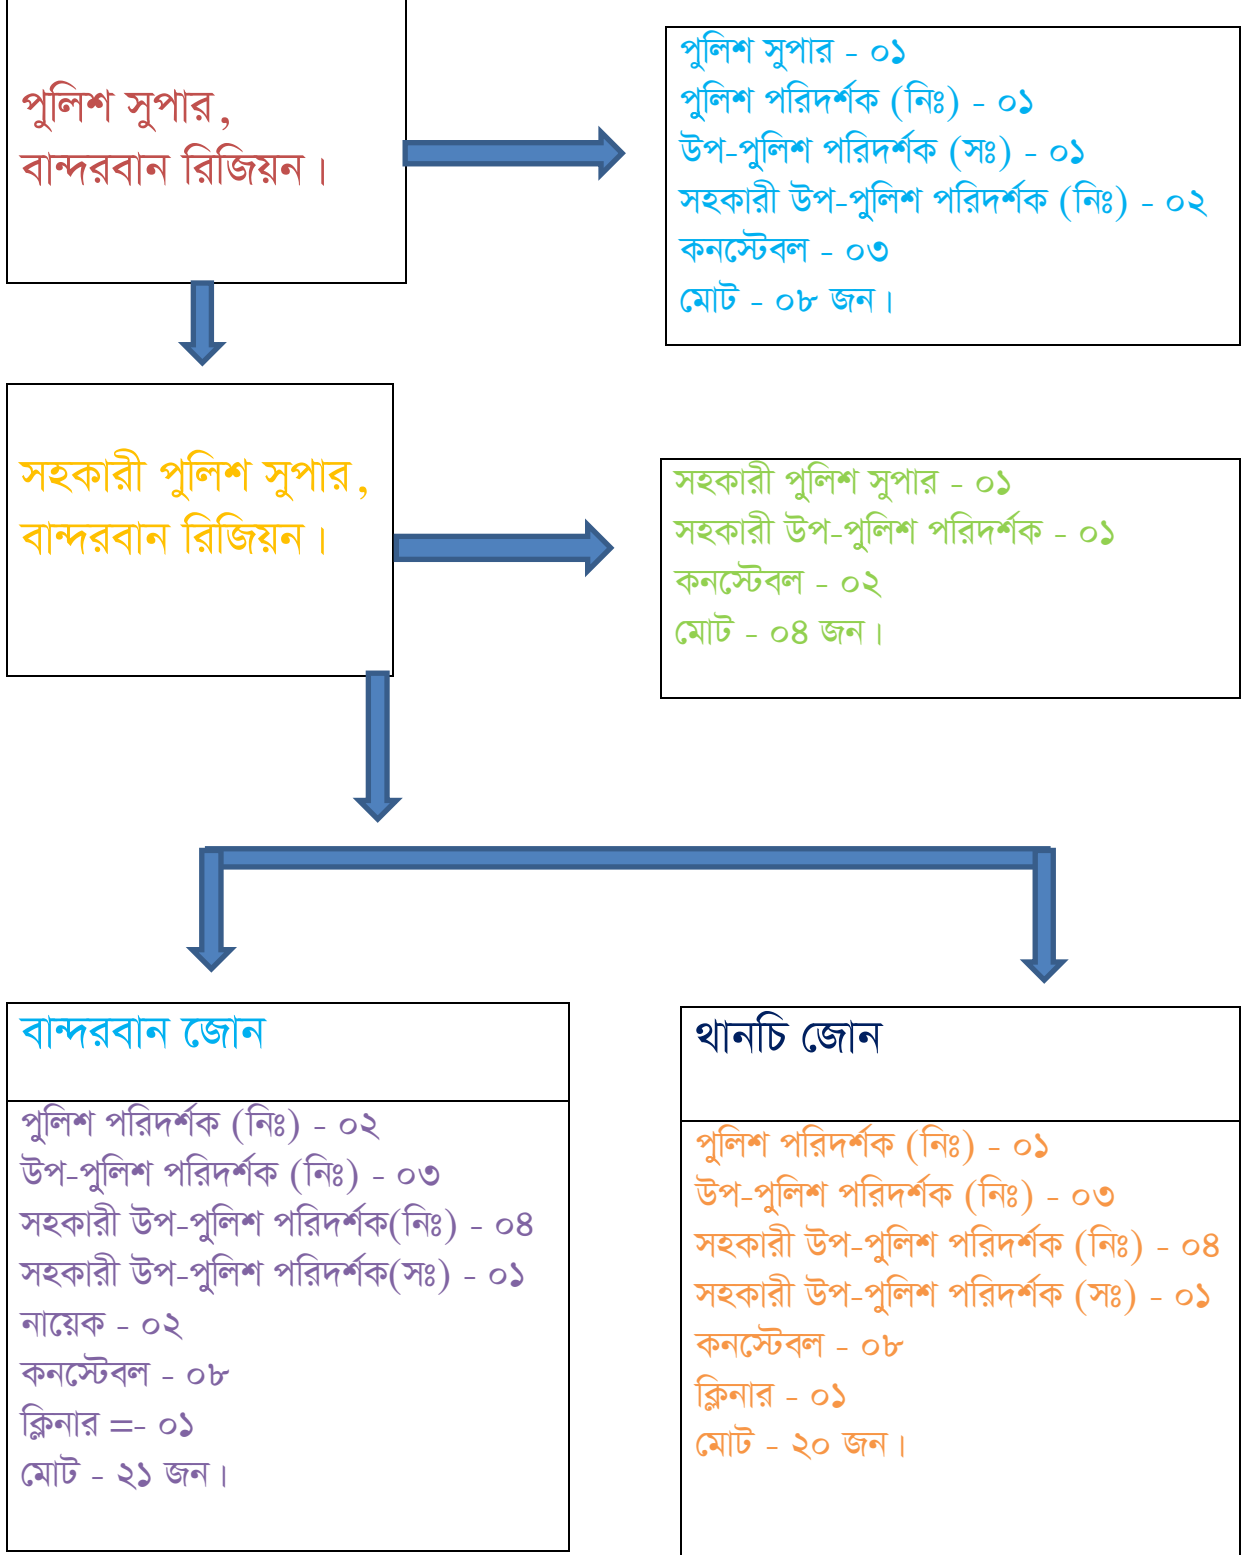 পুলিশ সুপার,
বান্দরবান রিজিয়ন।
পুলিশ সুপার - ০১
পুলিশ পরিদর্শক (নিঃ) - ০১
উপ-পুলিশ পরিদর্শক (সঃ) - ০১
সহকারী উপ-পুলিশ পরিদর্শক (নিঃ) - ০২
কনস্টেবল - ০৩
মোট - ০৮ জন।
সহকারী পুলিশ সুপার,
বান্দরবান রিজিয়ন।
সহকারী পুলিশ সুপার - ০১
সহকারী উপ-পুলিশ পরিদর্শক - ০১
কনস্টেবল - ০২
মোট - ০৪ জন।
বান্দরবান জোন
পুলিশ পরিদর্শক (নিঃ) - ০২
উপ-পুলিশ পরিদর্শক (নিঃ) - ০৩
সহকারী উপ-পুলিশ পরিদর্শক(নিঃ) - ০৪
সহকারী উপ-পুলিশ পরিদর্শক(সঃ) - ০১
নায়েক - ০২
কনস্টেবল - ০৮
ক্লিনার =- ০১
মোট - ২১ জন।
থানচি জোন
পুলিশ পরিদর্শক (নিঃ) - ০১
উপ-পুলিশ পরিদর্শক (নিঃ) - ০৩
সহকারী উপ-পুলিশ পরিদর্শক (নিঃ) - ০৪
সহকারী উপ-পুলিশ পরিদর্শক (সঃ) - ০১
কনস্টেবল - ০৮
ক্লিনার - ০১
মোট - ২০ জন।